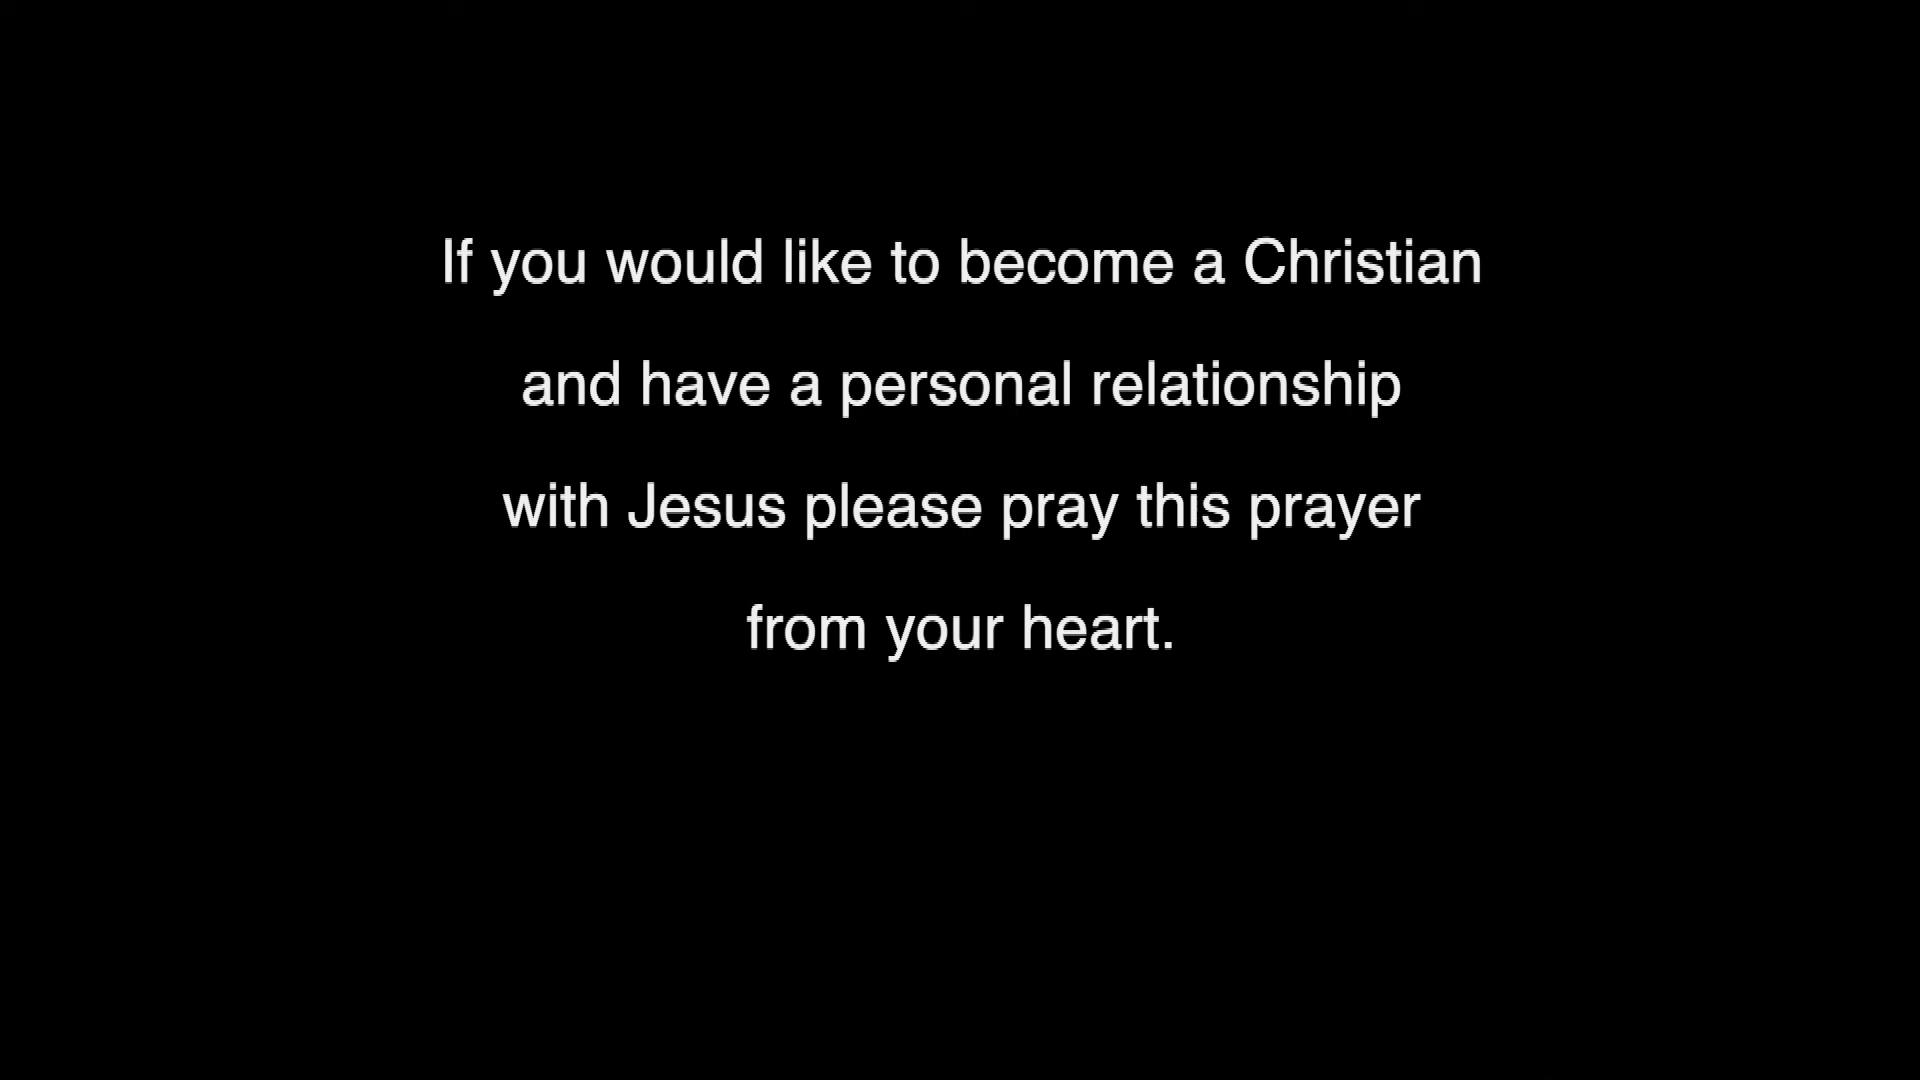 If you would like to become a Christian
and have a personal relationship
with Jesus please pray this prayer
from your heart.